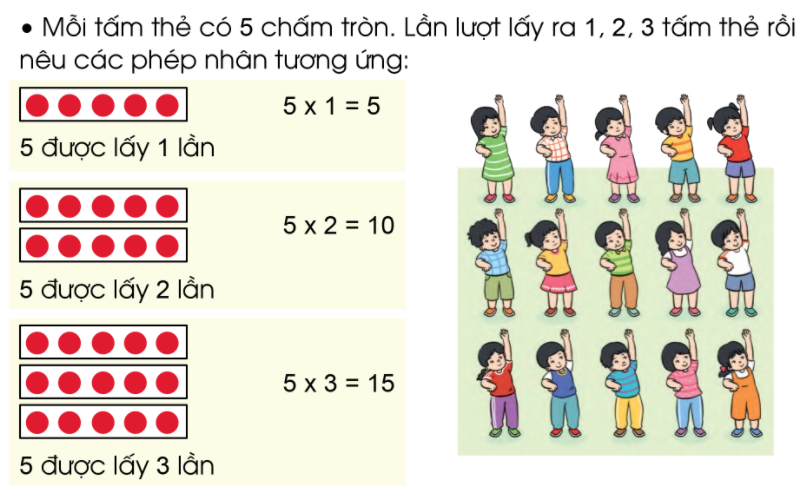 • Mỗi tấm thẻ có 5 chấm tròn. Lần lượt lấy ra 1, 2, 3 tấm thẻ rồi
nêu các phép nhân tương ứng:
5 x 1 = 5
5 được lấy 1 lần
5 x 2 = 10
5 được lấy 2 lần
5 x 3 = 15
5 được lấy 3 lần